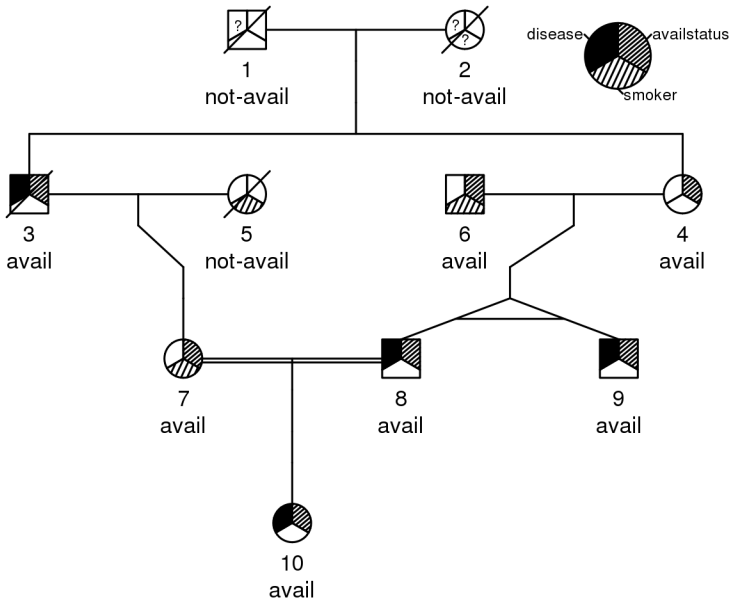 ?
?
?
disease
availstatus
smoker
1
2
not-avail
not-avail
3
5
6
4
avail
not-avail
avail
avail
7
8
9
avail
avail
avail
10
avail